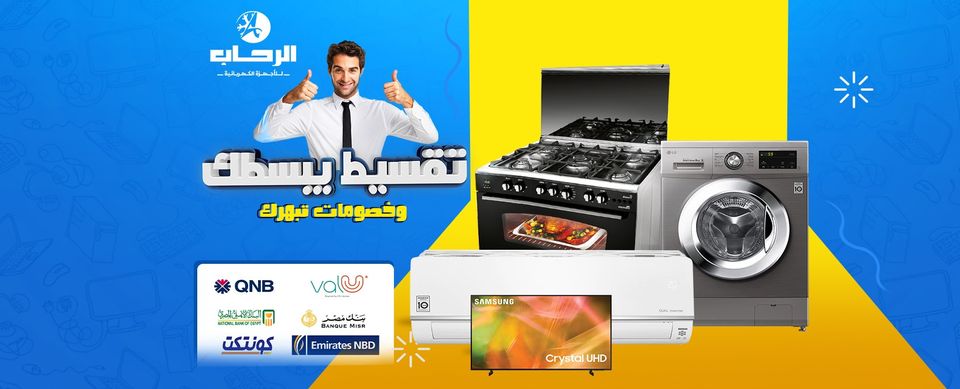 الرحاب
للأجهزة الكهربائية
تقسيط يبسطك
وخصومات تبهرك
QNB
valU
البنك الأهلي المصري
NATIONAL BANK OF EGYPT
بنك مصر
BANQUE MISR
كونتكت
Emirates NBD
LG
10
SAMSUNG
Crystal UHD